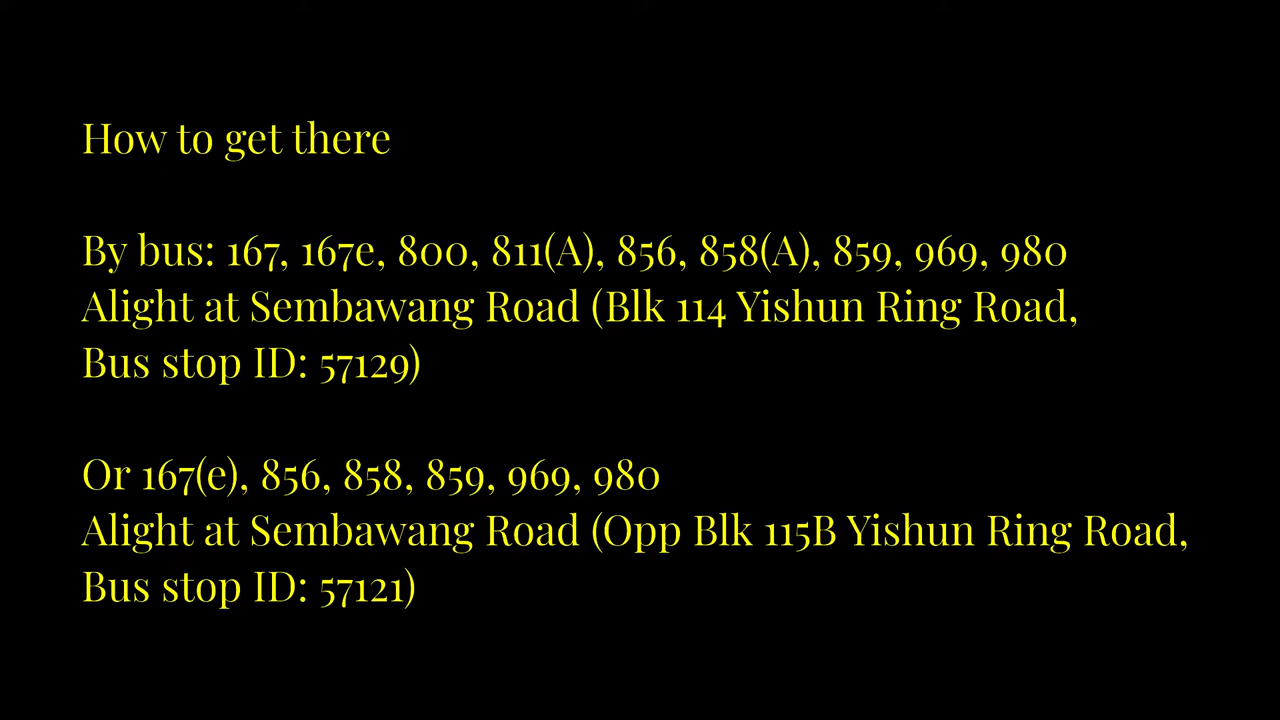 How to get there
By bus: 167, 167e, 800, 811(A), 856, 858(A), 859, 969, 980
Alight at Sembawang Road (Blk 114 Yishun Ring Road,
Bus stop ID: 57129)
Or 167(e), 856, 858, 859, 969, 980
Alight at Sembawang Road (Opp Blk 115B Yishun Ring Road,
Bus stop ID: 57121)